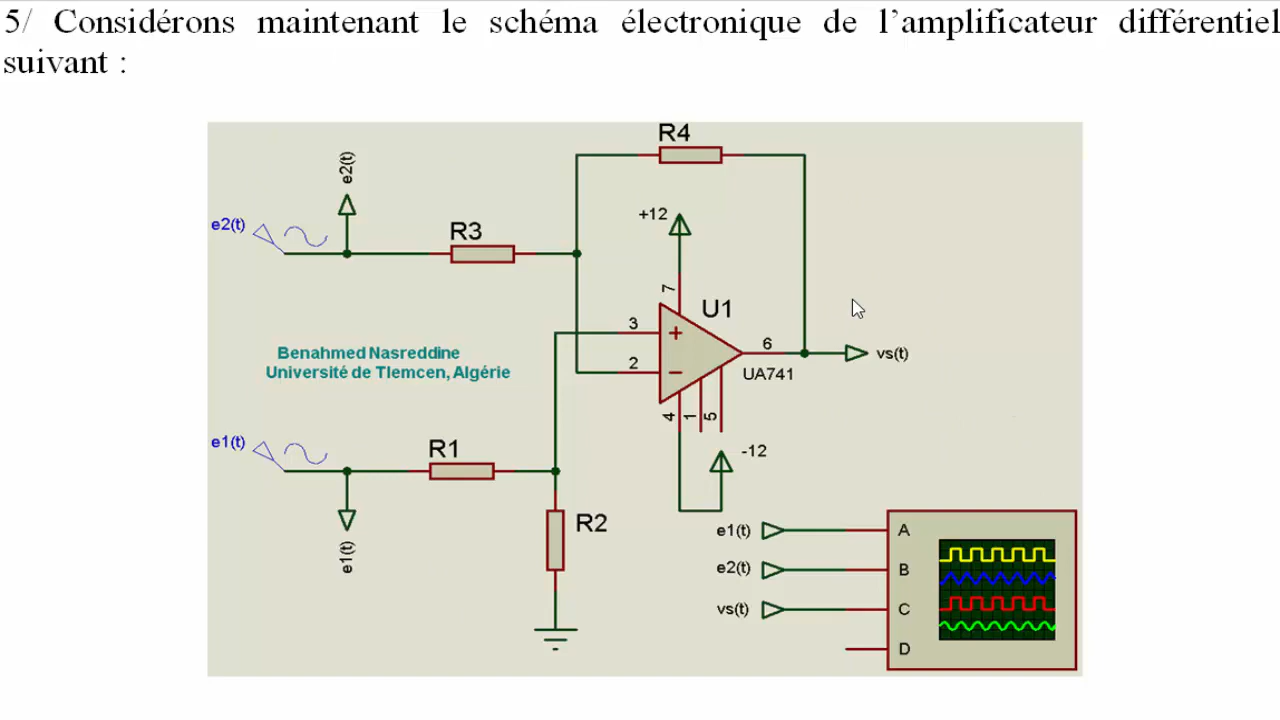 5/ Considérons maintenant le schéma électronique de l’amplificateur différentiel
suivant :
R4
e2(t)
+12
e2(t)
R3
7
U1
3
+
6
vs(t)
2
−
UA741
Benahmed Nasreddine
Université de Tlemcen, Algérie
4
1
5
e1(t)
R1
-12
R2
e1(t)
e1(t)
A
e2(t)
B
vs(t)
C
D